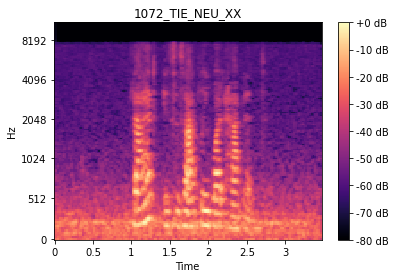 1072_TIE_NEU_XX
+0 dB
8192
-10 dB
4096
-20 dB
-30 dB
2048
Hz
-40 dB
1024
-50 dB
512
-60 dB
-70 dB
0
-80 dB
0 0.5 1 1.5 2 2.5 3
Time